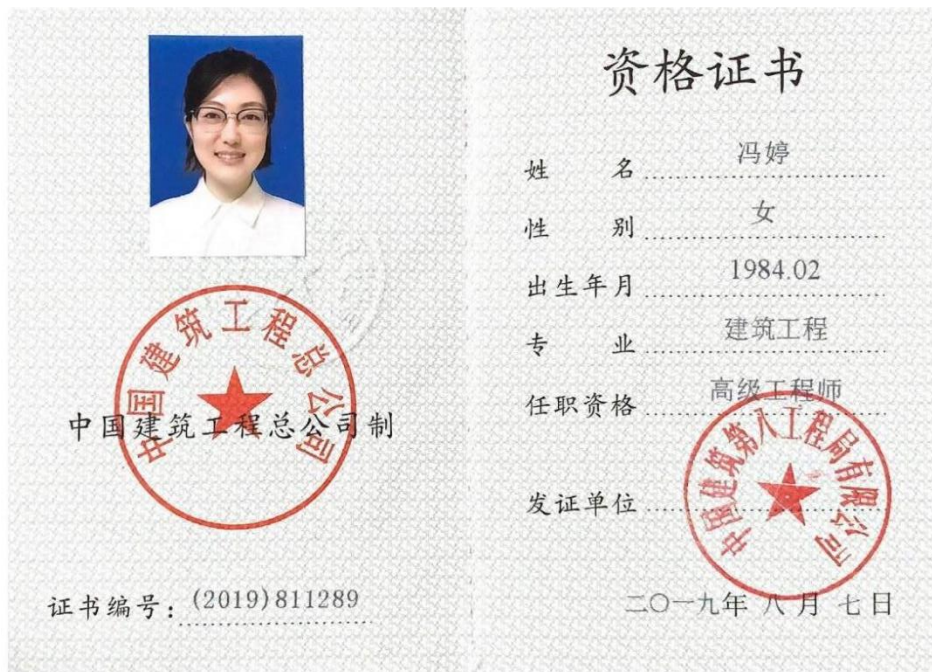 中国建筑工程总公司
中国建筑工程总公司制
证书编号：(2019)811289
资格证书
姓 名 冯婷
性 别 女
出生年月 1984.02
专 业 建筑工程
任职资格 高级工程师
发证单位
中国建筑第八工程局有限公司
二〇一九年 八 月 七 日